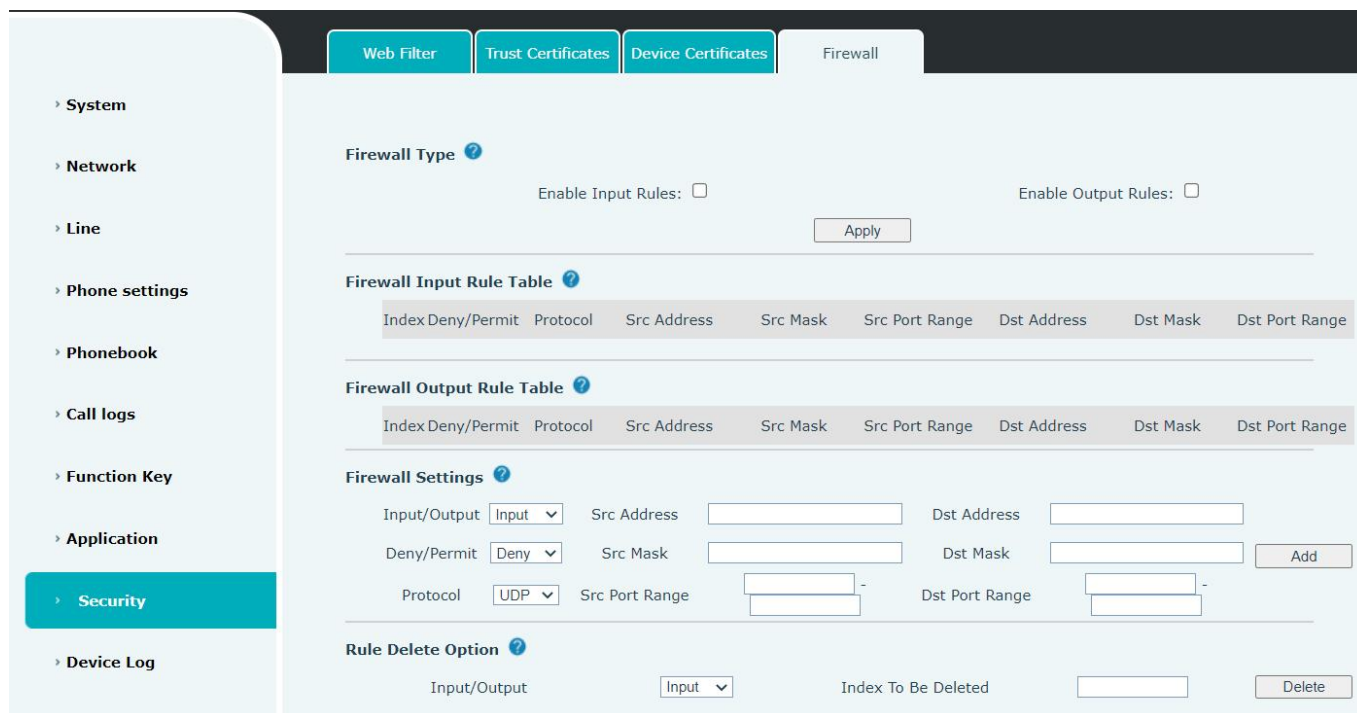 Web Filter Trust Certificates Device Certificates Firewall
System
Network
Line
Phone settings
Phonebook
Call logs
Function Key
Application
Security
Device Log
Firewall Type ?
Enable Input Rules: Enable Output Rules:
Apply
Firewall Input Rule Table ?
Index Deny/Permit Protocol Src Address Src Mask Src Port Range Dst Address Dst Mask Dst Port Range
Firewall Output Rule Table ?
Index Deny/Permit Protocol Src Address Src Mask Src Port Range Dst Address Dst Mask Dst Port Range
Firewall Settings ?
Input/Output Input Src Address Dst Address
Deny/Permit Deny Src Mask Dst Mask Add
Protocol UDP Src Port Range - Dst Port Range -
Rule Delete Option ?
Input/Output Input Index To Be Deleted Delete